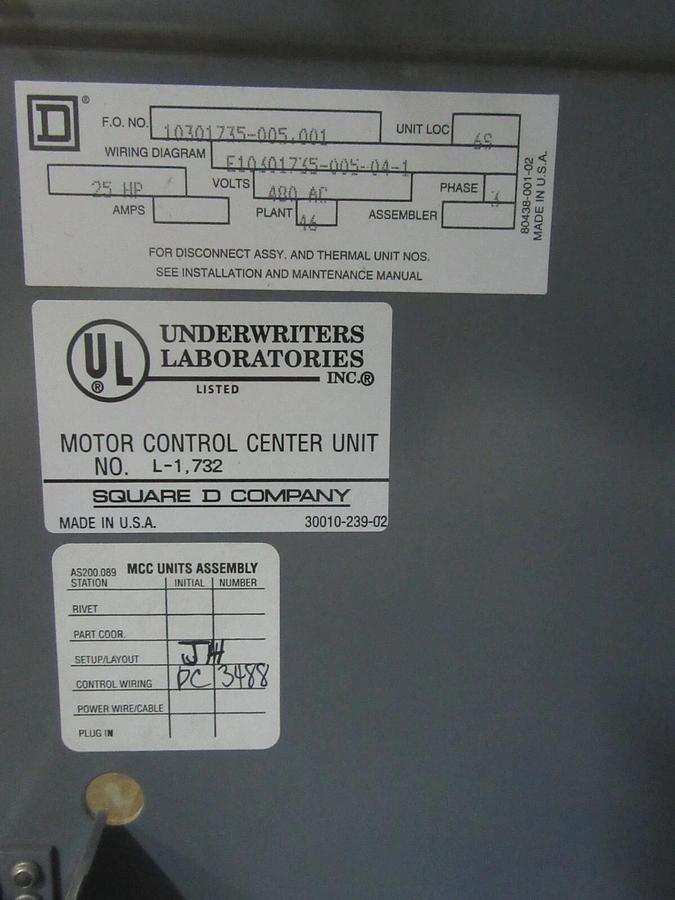 D ®
F.O. NO. 10301735-005.001 UNIT LOC 6S
WIRING DIAGRAM E10301735-005-04-1
25 HP VOLTS 480 AC PHASE 3
AMPS PLANT 46 ASSEMBLER
FOR DISCONNECT ASSY. AND THERMAL UNIT NOS.
SEE INSTALLATION AND MAINTENANCE MANUAL
80438-001-02
MADE IN U.S.A.
UL ®
UNDERWRITERS
LABORATORIES
INC.®
LISTED
MOTOR CONTROL CENTER UNIT
NO. L-1,732
SQUARE D COMPANY
MADE IN U.S.A. 30010-239-02
AS200.089 MCC UNITS ASSEMBLY
STATION INITIAL NUMBER
RIVET
PART COOR.
SETUP/LAYOUT JH
CONTROL WIRING DC 3488
POWER WIRE/CABLE
PLUG IN